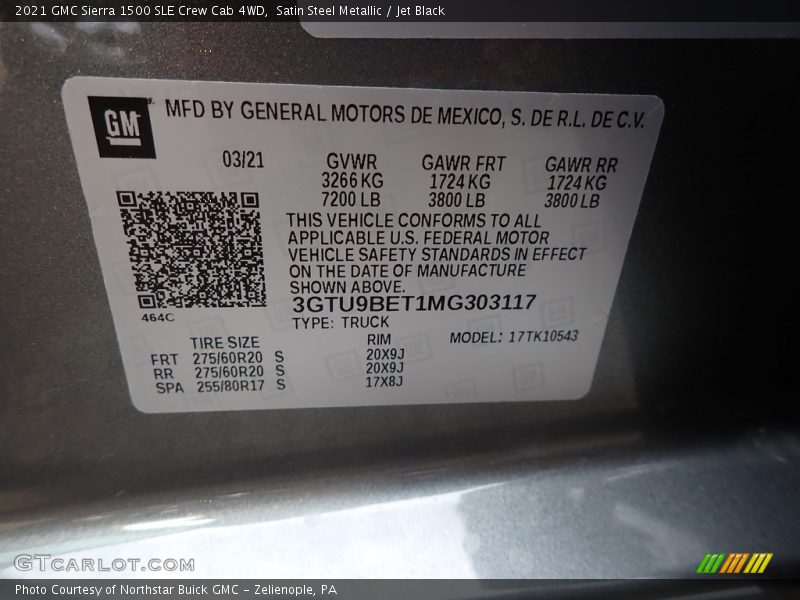 2021 GMC Sierra 1500 SLE Crew Cab 4WD, Satin Steel Metallic / Jet Black
GM
MFD BY GENERAL MOTORS DE MEXICO, S. DE R.L. DE C.V.
03/21 GVWR GAWR FRT GAWR RR
3266 KG 1724 KG 1724 KG
7200 LB 3800 LB 3800 LB
THIS VEHICLE CONFORMS TO ALL
APPLICABLE U.S. FEDERAL MOTOR
VEHICLE SAFETY STANDARDS IN EFFECT
ON THE DATE OF MANUFACTURE
SHOWN ABOVE.
3GTU9BET1MG303117
464C
TYPE: TRUCK
TIRE SIZE RIM MODEL: 17TK10543
FRT 275/60R20 S 20X9J
RR 275/60R20 S 20X9J
SPA 255/80R17 S 17X8J
GTCARLOT.COM
Photo Courtesy of Northstar Buick GMC - Zelienople, PA